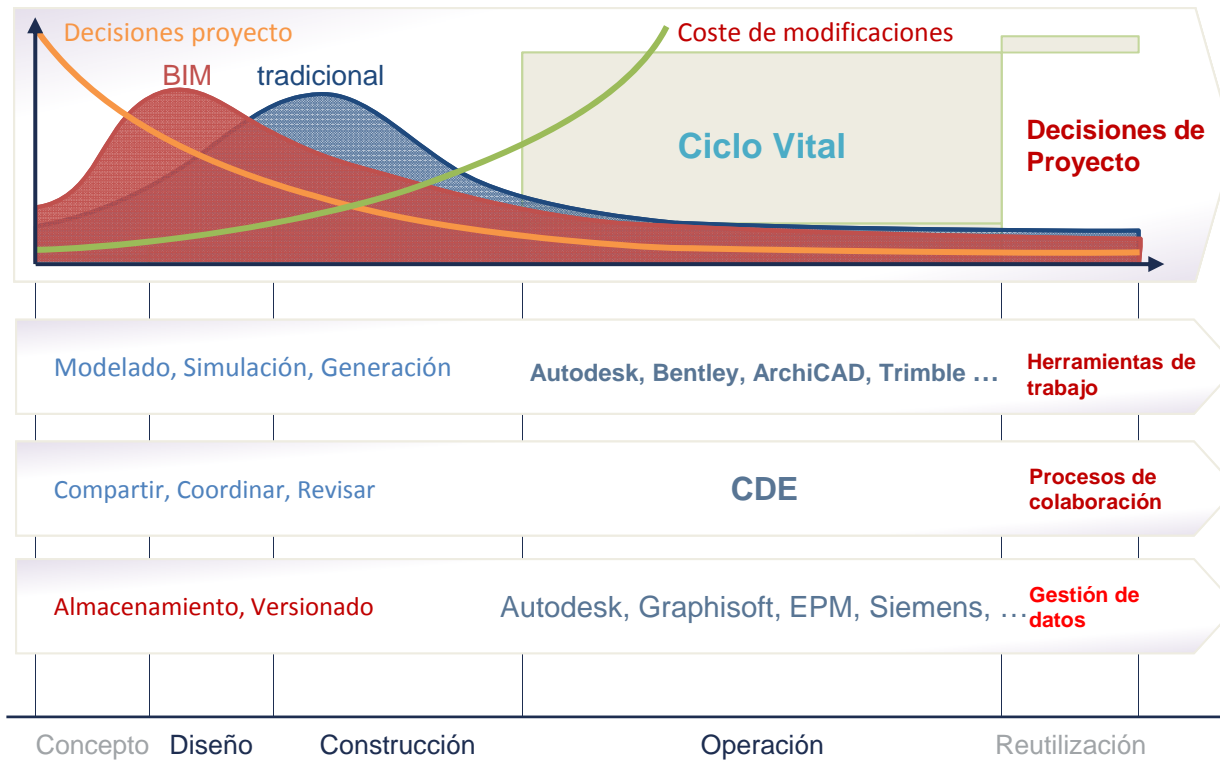 Decisiones proyecto
Coste de modificaciones
BIM
tradicional
Ciclo Vital
Decisiones de
Proyecto
Modelado, Simulación, Generación
Autodesk, Bentley, ArchiCAD, Trimble ...
Herramientas de
trabajo
Compartir, Coordinar, Revisar
CDE
Procesos de
colaboración
Almacenamiento, Versionado
Autodesk, Graphisoft, EPM, Siemens, ...
Gestión de
datos
Concepto
Diseño
Construcción
Operación
Reutilización